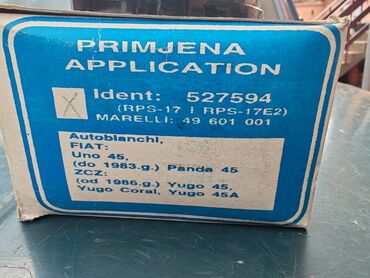 PRIMJENA
APPLICATION
Ident: 527594
(RPS-17 i RPS-17E2)
MARELLI: 49 601 001
Autobianchi,
FIAT:
Uno 45,
(do 1983.g.) Panda 45
ZCZ:
(od 1986.g.) Yugo 45,
Yugo Coral, Yugo 45A